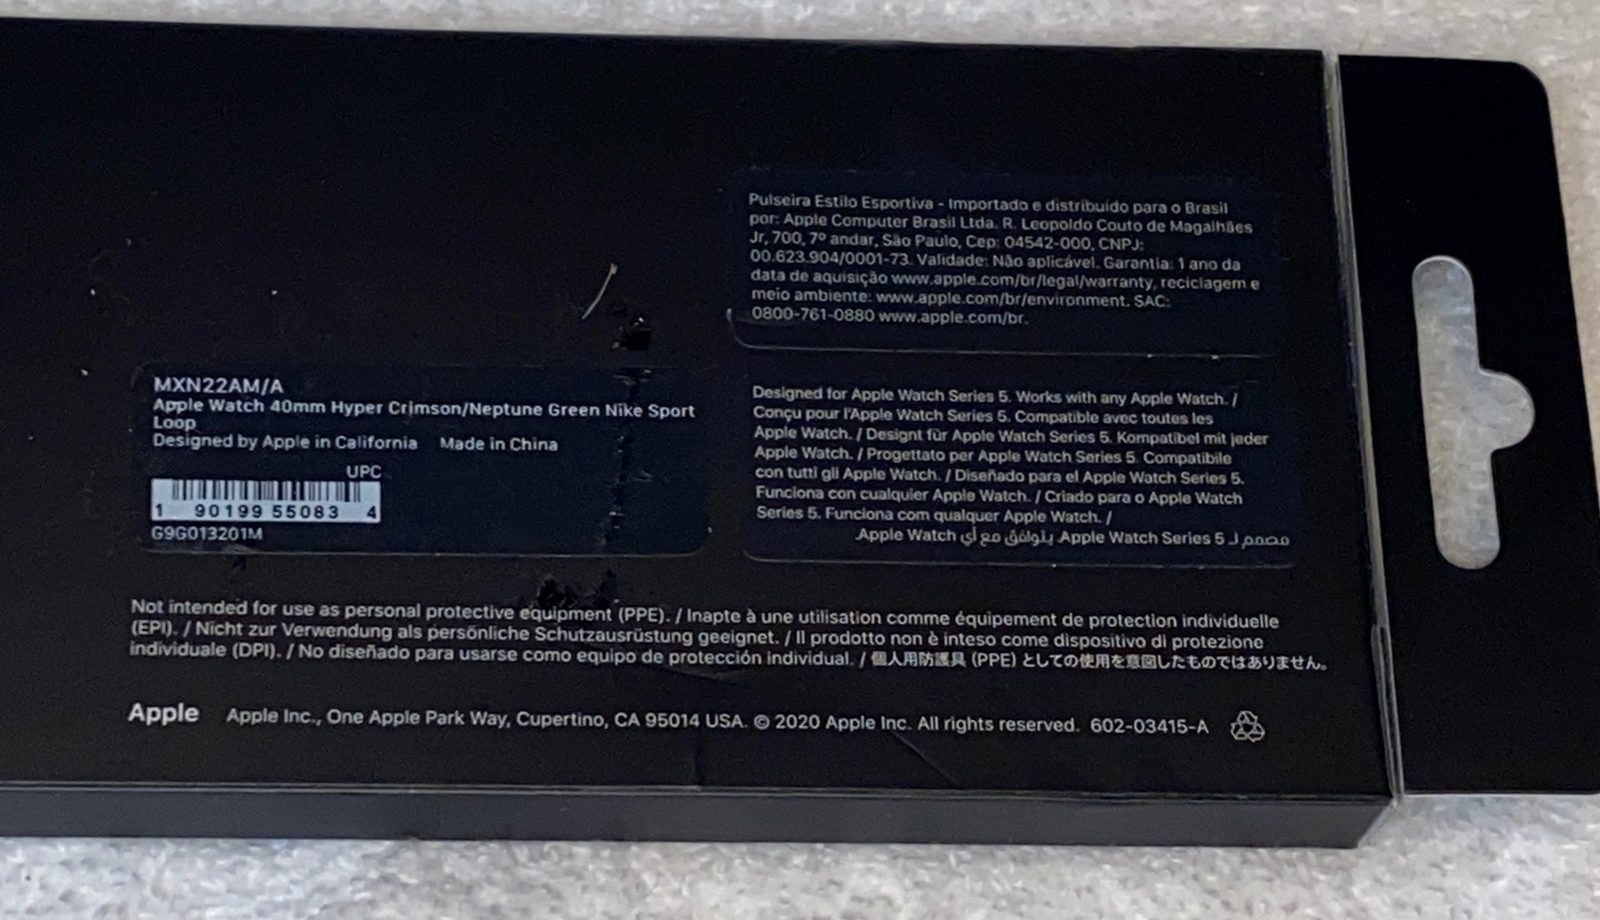 Pulseira Estilo Esportiva - Importado e distribuído para o Brasil
por: Apple Computer Brasil Ltda. R. Leopoldo Couto de Magalhães
Jr, 700, 7º andar, São Paulo, Cep: 04542-000, CNPJ:
00.623.904/0001-73. Validade: Não aplicável. Garantia: 1 ano da
data de aquisição www.apple.com/br/legal/warranty, reciclagem e
meio ambiente: www.apple.com/br/environment. SAC:
0800-761-0880 www.apple.com/br.
MXN22AM/A
Apple Watch 40mm Hyper Crimson/Neptune Green Nike Sport
Loop
Designed by Apple in California Made in China
UPC
1 90199 55083 4
G9G013201M
Designed for Apple Watch Series 5. Works with any Apple Watch. /
Conçu pour l'Apple Watch Series 5. Compatible avec toutes les
Apple Watch. / Designt für Apple Watch Series 5. Kompatibel mit jeder
Apple Watch. / Progettato per Apple Watch Series 5. Compatibile
con tutti gli Apple Watch. / Diseñado para el Apple Watch Series 5.
Funciona con cualquier Apple Watch. / Criado para o Apple Watch
Series 5. Funciona com qualquer Apple Watch. /
مصمم لـ Apple Watch Series 5. يتوافق مع أي Apple Watch.
Not intended for use as personal protective equipment (PPE). / Inapte à une utilisation comme équipement de protection individuelle
(EPI). / Nicht zur Verwendung als persönliche Schutzausrüstung geeignet. / Il prodotto non è inteso come dispositivo di protezione
individuale (DPI). / No diseñado para usarse como equipo de protección individual. / 個人用防護具 (PPE) としての使用を意図したものではありません。
Apple Apple Inc., One Apple Park Way, Cupertino, CA 95014 USA. © 2020 Apple Inc. All rights reserved. 602-03415-A